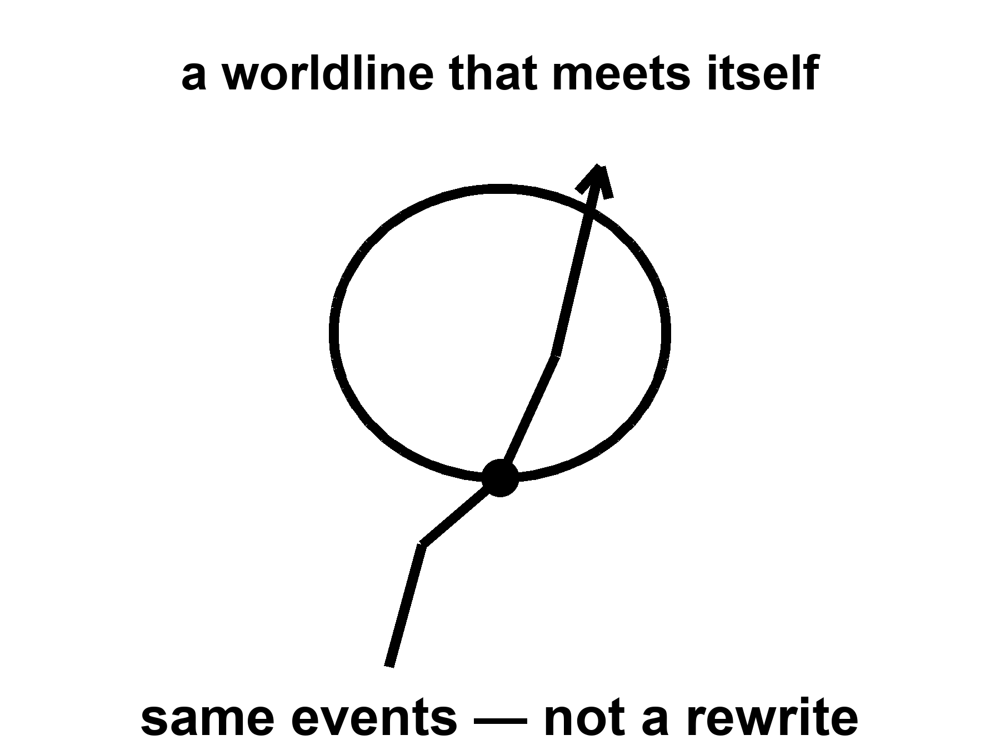 a worldline that meets itself
same events — not a rewrite